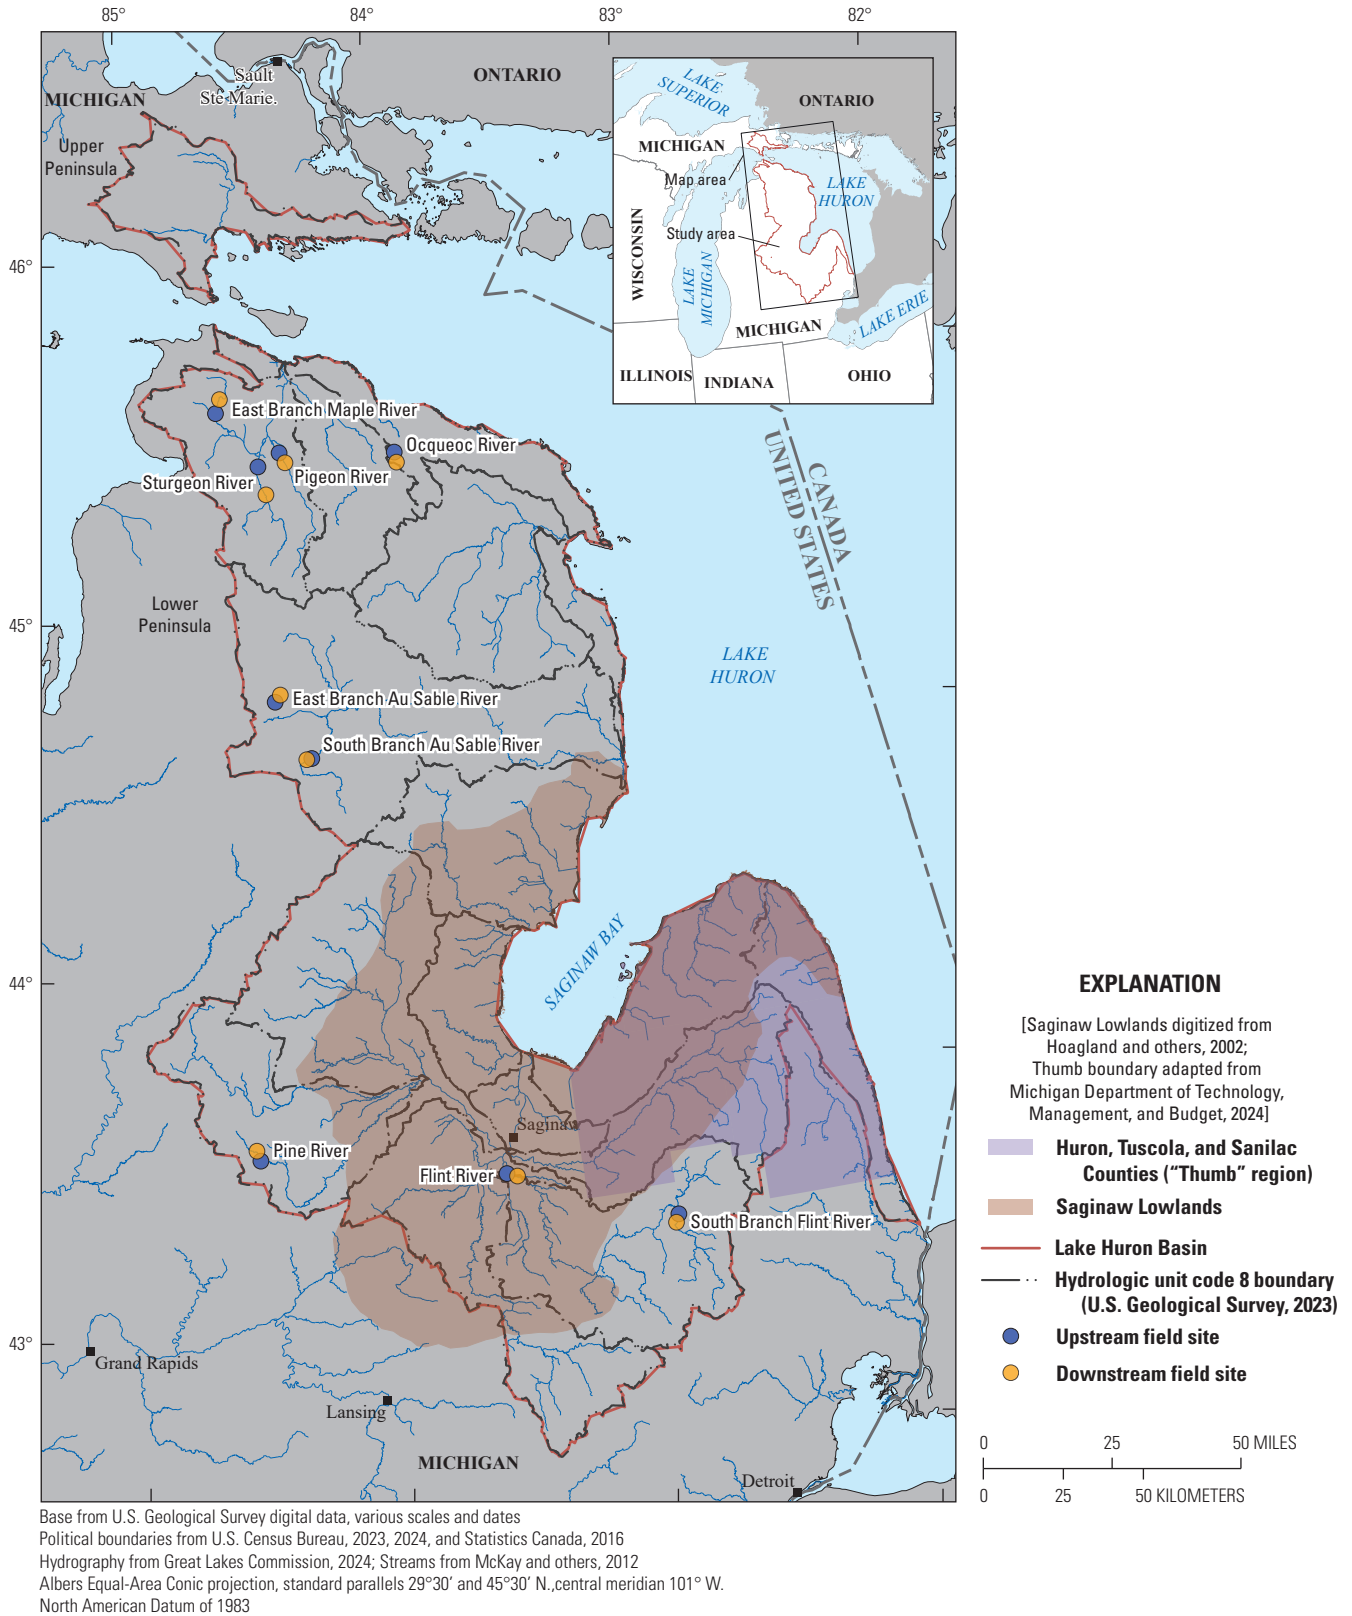 85°
84°
83°
82°
Sault
Ste Marie.
ONTARIO
MICHIGAN
Upper
Peninsula
46°
LAKE
SUPERIOR
ONTARIO
MICHIGAN
Map area
LAKE
HURON
Study area
WISCONSIN
LAKE
MICHIGAN
LAKE ERIE
MICHIGAN
ILLINOIS
INDIANA
OHIO
East Branch Maple River
Ocqueoc River
Pigeon River
Sturgeon River
CANADA
UNITED STATES
Lower
Peninsula
45°
LAKE
HURON
East Branch Au Sable River
South Branch Au Sable River
SAGINAW BAY
44°
Saginaw
Pine River
Flint River
South Branch Flint River
43°
Grand Rapids
Lansing
MICHIGAN
Detroit
EXPLANATION
[Saginaw Lowlands digitized from
Hoagland and others, 2002;
Thumb boundary adapted from
Michigan Department of Technology,
Management, and Budget, 2024]
Huron, Tuscola, and Sanilac
Counties (“Thumb” region)
Saginaw Lowlands
Lake Huron Basin
Hydrologic unit code 8 boundary
(U.S. Geological Survey, 2023)
Upstream field site
Downstream field site
0 25 50 MILES
0 25 50 KILOMETERS
Base from U.S. Geological Survey digital data, various scales and dates
Political boundaries from U.S. Census Bureau, 2023, 2024, and Statistics Canada, 2016
Hydrography from Great Lakes Commission, 2024; Streams from McKay and others, 2012
Albers Equal-Area Conic projection, standard parallels 29°30′ and 45°30′ N.,central meridian 101° W.
North American Datum of 1983